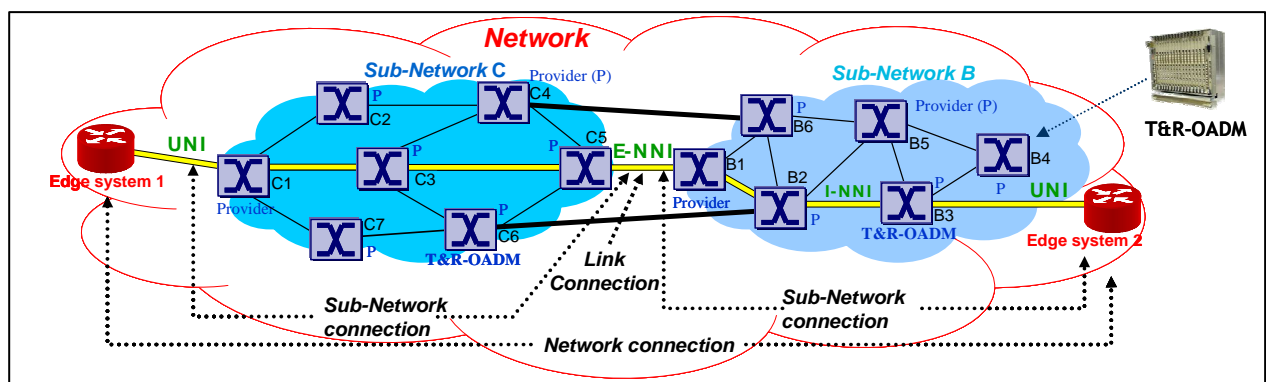 Network
Sub-Network C
Provider (P)
Sub-Network B
T&R-OADM
P
C4
C2
P
C5
E-NNI
P
B6
Provider (P)
B5
B4
P
UNI
Edge system 1
C1
Provider
P
C3
P
B1
Provider
B2
P
I-NNI
P
B3
T&R-OADM
UNI
Edge system 2
C7
P
P
C6
T&R-OADM
Link
Connection
Sub-Network
connection
Sub-Network
connection
Network connection